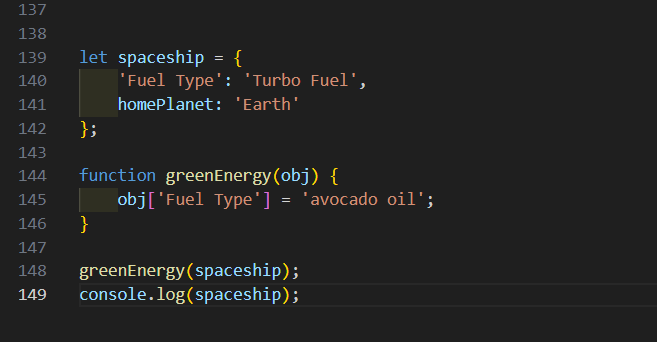 137
138
139 let spaceship = {
140     'Fuel Type': 'Turbo Fuel',
141     homePlanet: 'Earth'
142 };
143
144 function greenEnergy(obj) {
145     obj['Fuel Type'] = 'avocado oil';
146 }
147
148 greenEnergy(spaceship);
149 console.log(spaceship);